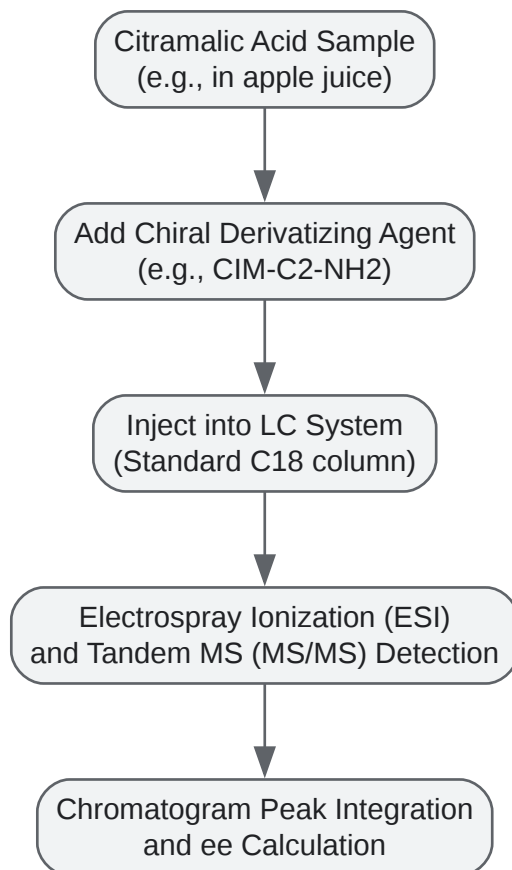 Citramalic Acid Sample
(e.g., in apple juice)
Add Chiral Derivatizing Agent
(e.g., CIM-C2-NH2)
Inject into LC System
(Standard C18 column)
Electrospray Ionization (ESI)
and Tandem MS (MS/MS) Detection
Chromatogram Peak Integration
and ee Calculation